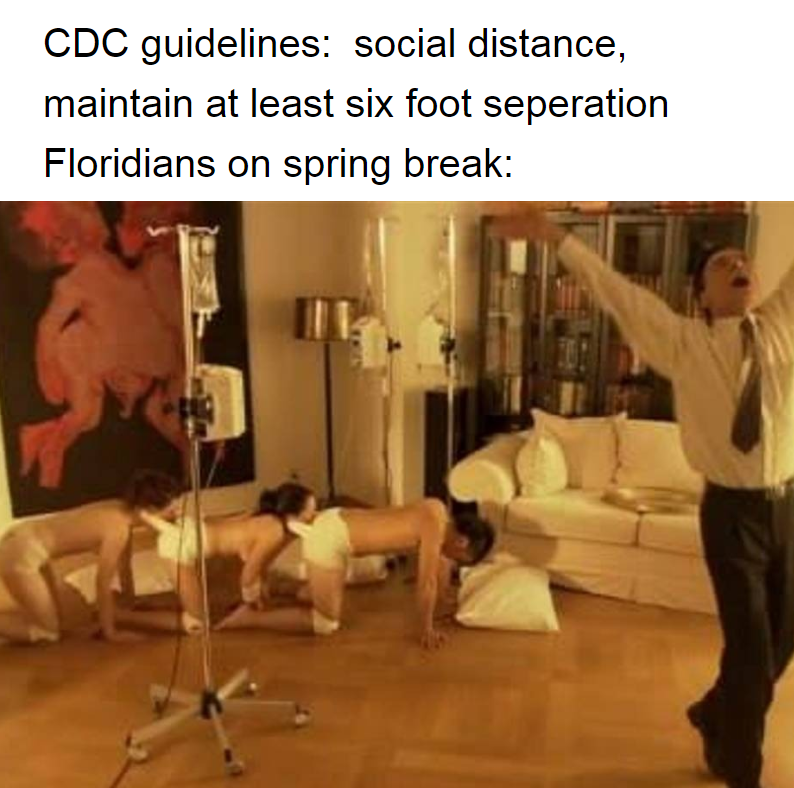 CDC guidelines:  social distance,
maintain at least six foot seperation
Floridians on spring break: